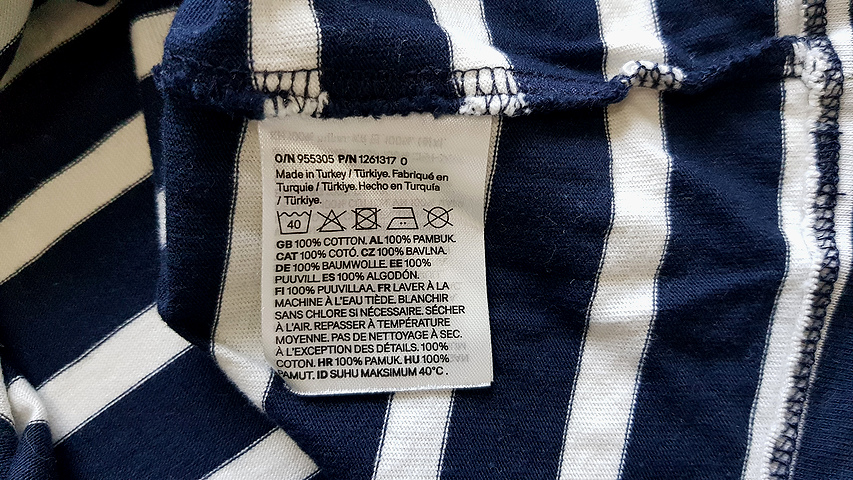 O/N 955305 P/N 1261317 0
Made in Turkey / Türkiye. Fabriqué en
Turquie / Türkiye. Hecho en Turquía
/ Türkiye.
40
GB 100% COTTON. AL 100% PAMBUK.
CAT 100% COTÓ. CZ 100% BAVLNA.
DE 100% BAUMWOLLE. EE 100%
PUUVILL. ES 100% ALGODÓN.
FI 100% PUUVILLAA. FR LAVER À LA
MACHINE À L'EAU TIÈDE. BLANCHIR
SANS CHLORE SI NÉCESSAIRE. SÉCHER
À L'AIR. REPASSER À TEMPÉRATURE
MOYENNE. PAS DE NETTOYAGE À SEC.
À L'EXCEPTION DES DÉTAILS. 100%
COTON. HR 100% PAMUK. HU 100%
PAMUT. ID SUHU MAKSIMUM 40°C .